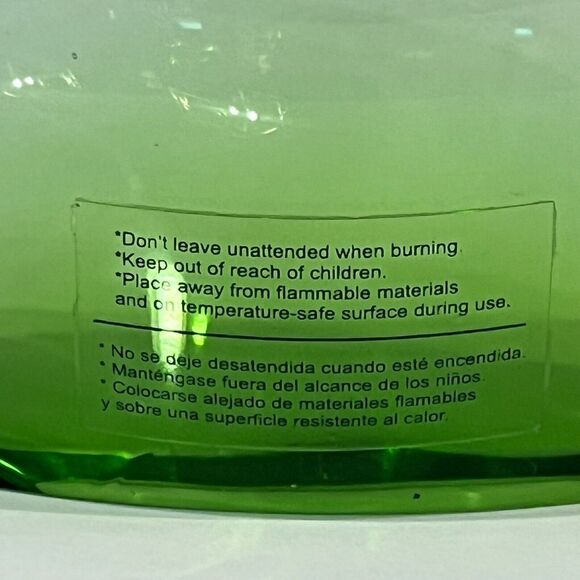 *Don't leave unattended when burning.
*Keep out of reach of children.
*Place away from flammable materials
and on temperature-safe surface during use.
* No se deje desatendida cuando esté encendida.
* Manténgase fuera del alcance de los niños.
* Colocarse alejado de materiales flamables
y sobre una superficie resistente al calor.